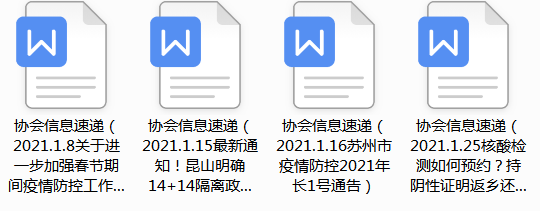 协会信息速递（
2021.1.8关于进
一步加强春节期
间疫情防控工作...
协会信息速递（
2021.1.15最新通
知！昆山明确
14+14隔离政...
协会信息速递（
2021.1.16苏州市
疫情防控2021年
长1号通告）
协会信息速递（
2021.1.25核酸检
测如何预约？持
阴性证明返乡还...